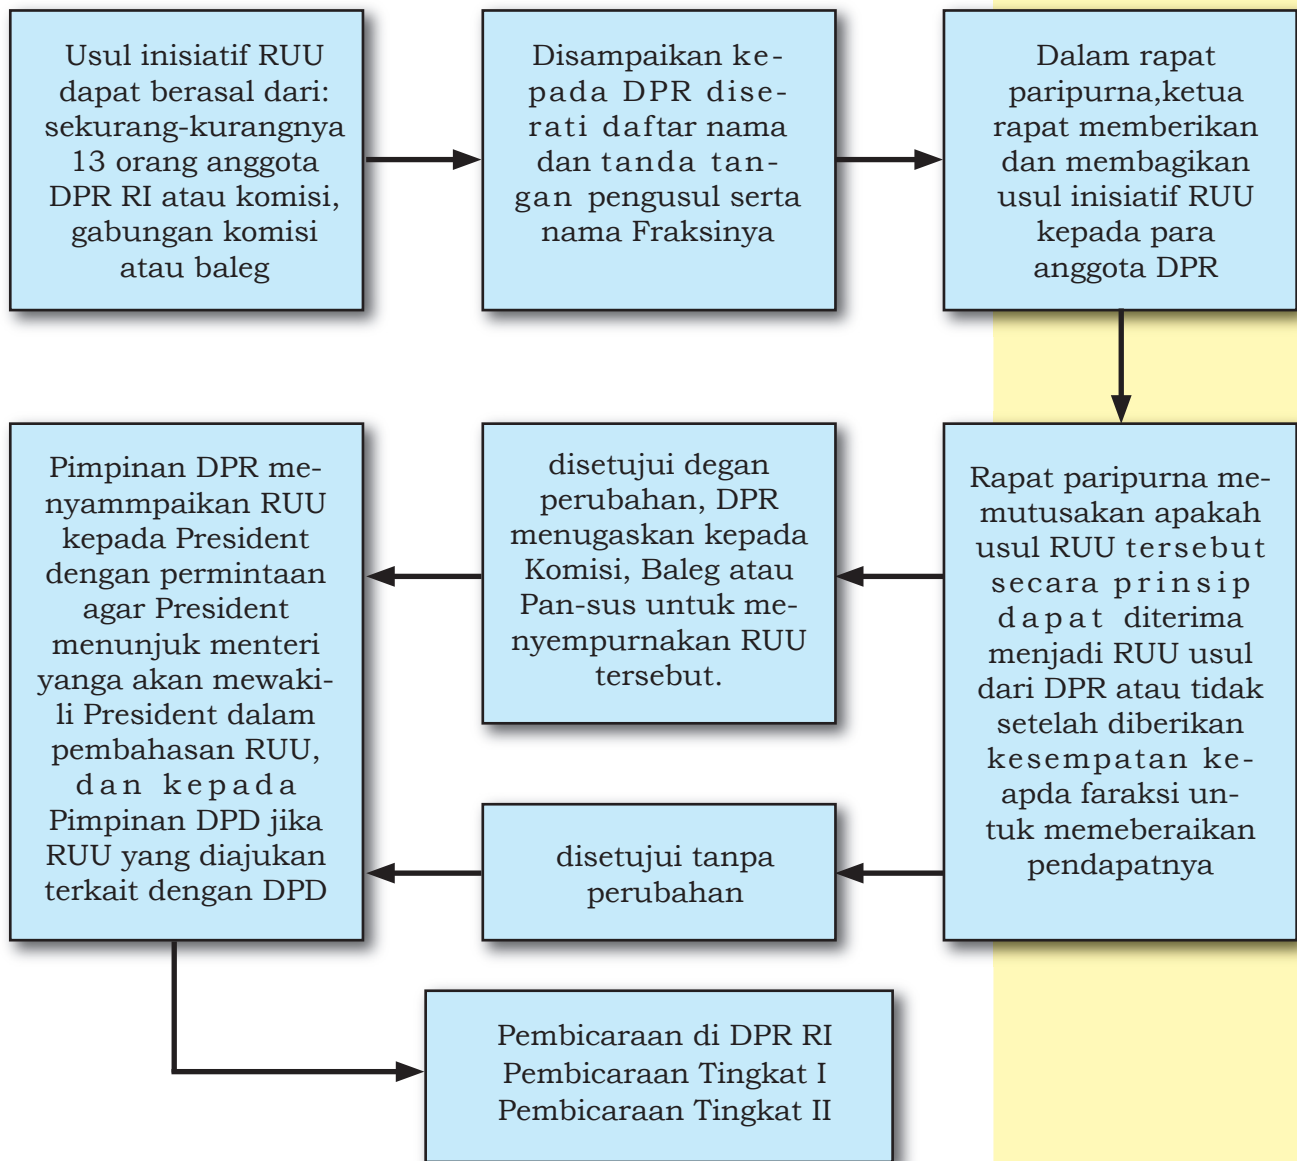 Usul inisiatif RUU
dapat berasal dari:
sekurang-kurangnya
13 orang anggota
DPR RI atau komisi,
gabungan komisi
atau baleg
Disampaikan ke-
pada DPR dise-
rati daftar nama
dan tanda tan-
gan pengusul serta
nama Fraksinya
Dalam rapat
paripurna,ketua
rapat memberikan
dan membagikan
usul inisiatif RUU
kepada para
anggota DPR
Rapat paripurna me-
mutusakan apakah
usul RUU tersebut
secara prinsip
dapat diterima
menjadi RUU usul
dari DPR atau tidak
setelah diberikan
kesempatan ke-
apda faraksi un-
tuk memeberaikan
pendapatnya
disetujui degan
perubahan, DPR
menugaskan kepada
Komisi, Baleg atau
Pan-sus untuk me-
nyempurnakan RUU
tersebut.
disetujui tanpa
perubahan
Pimpinan DPR me-
nyammpaikan RUU
kepada President
dengan permintaan
agar President
menunjuk menteri
yanga akan mewaki-
li President dalam
pembahasan RUU,
dan kepada
Pimpinan DPD jika
RUU yang diajukan
terkait dengan DPD
Pembicaraan di DPR RI
Pembicaraan Tingkat I
Pembicaraan Tingkat II